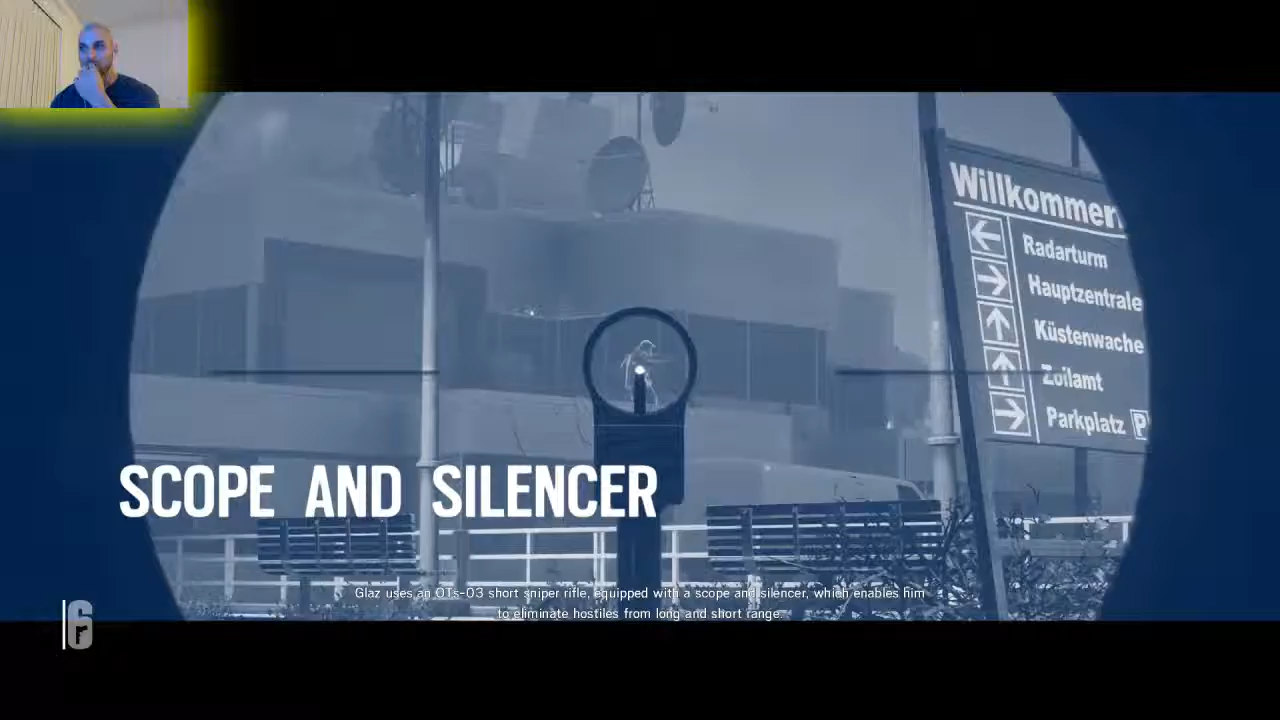 Willkommen
Radarturm
Hauptzentrale
Küstenwache
Zollamt
Parkplatz P
SCOPE AND SILENCER
Glaz uses an OTs-03 short sniper rifle, equipped with a scope and silencer, which enables him
to eliminate hostiles from long and short range.
6